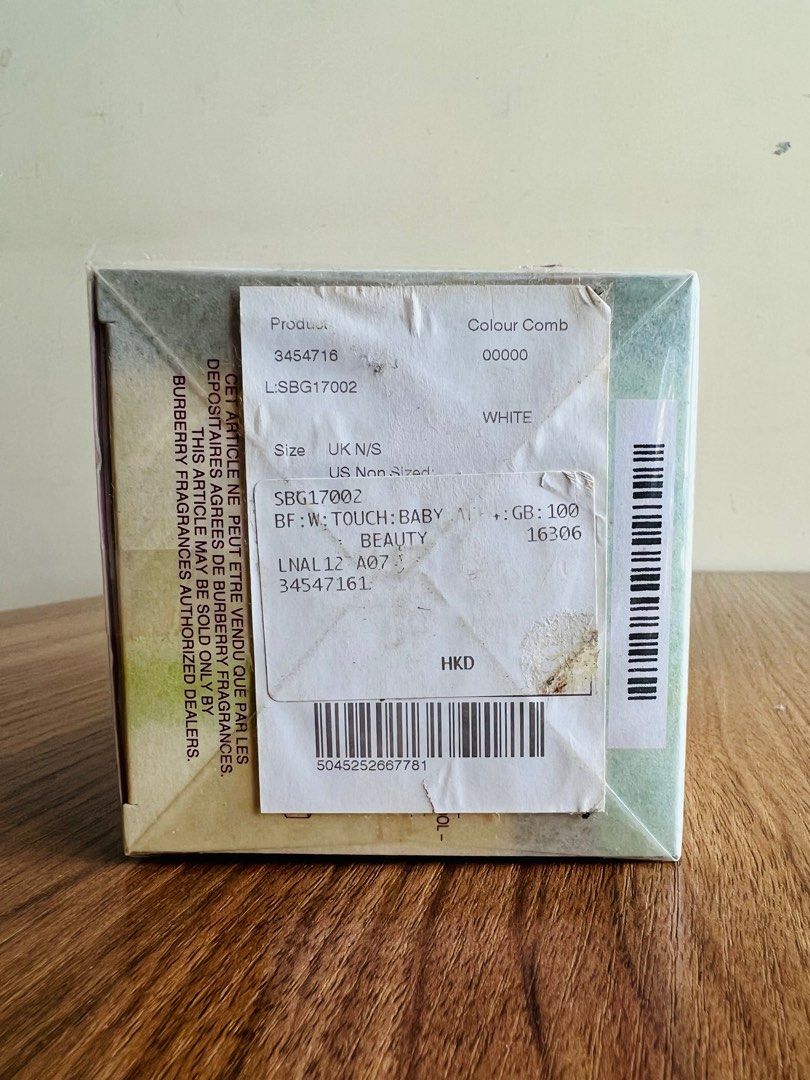 Product
Colour Comb
3454716
00000
L:SBG17002
WHITE
Size UK N/S
US Non Sized:
SBG17002
BF:W:TOUCH:BABY :GB:100
BEAUTY 16306
LNAL12 A07
34547161
HKD
5045252667781
CET ARTICLE NE PEUT ETRE VENDU QUE PAR LES
DEPOSITAIRES AGREES DE BURBERRY FRAGRANCES.
THIS ARTICLE MAY BE SOLD ONLY BY
BURBERRY FRAGRANCES AUTHORIZED DEALERS.